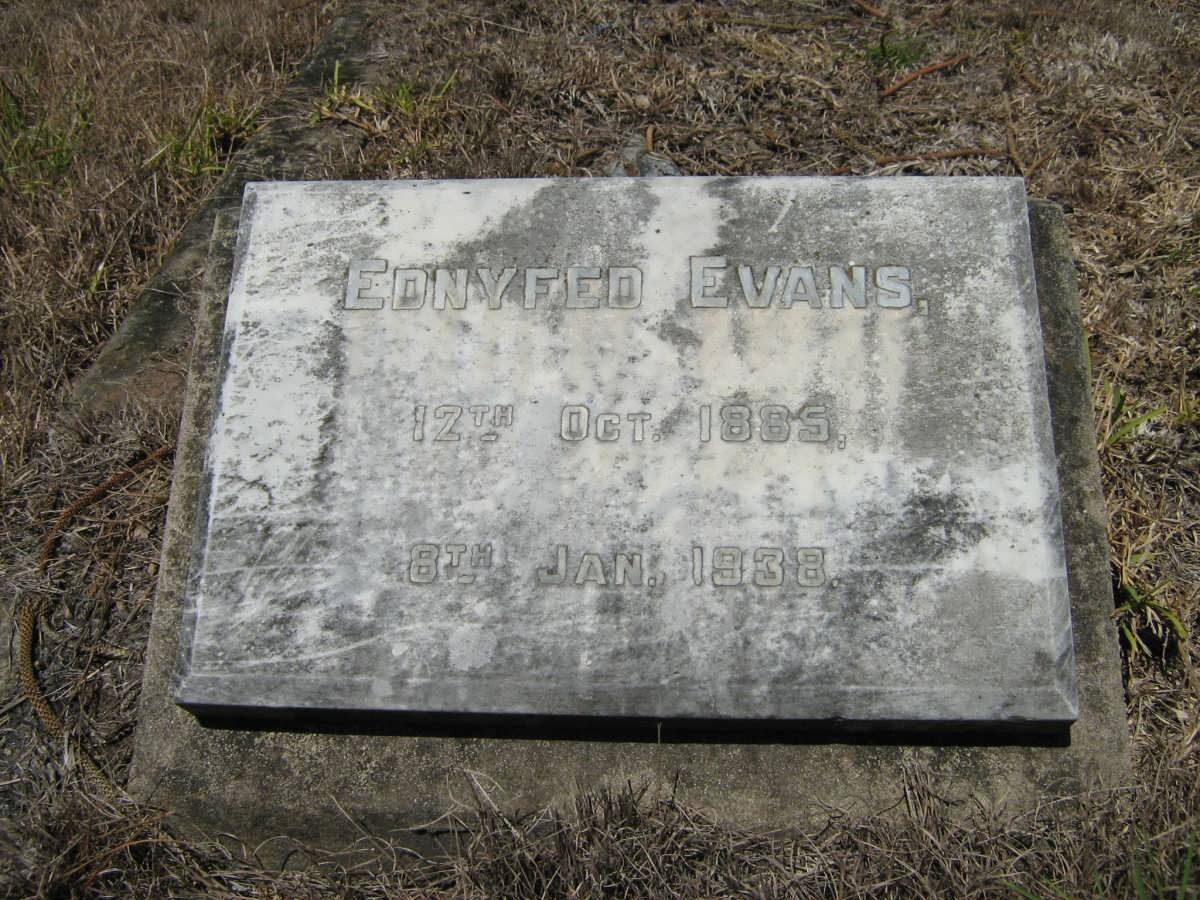 EDNYFED EVANS,
12TH OCT. 1885,
8TH JAN., 1938.